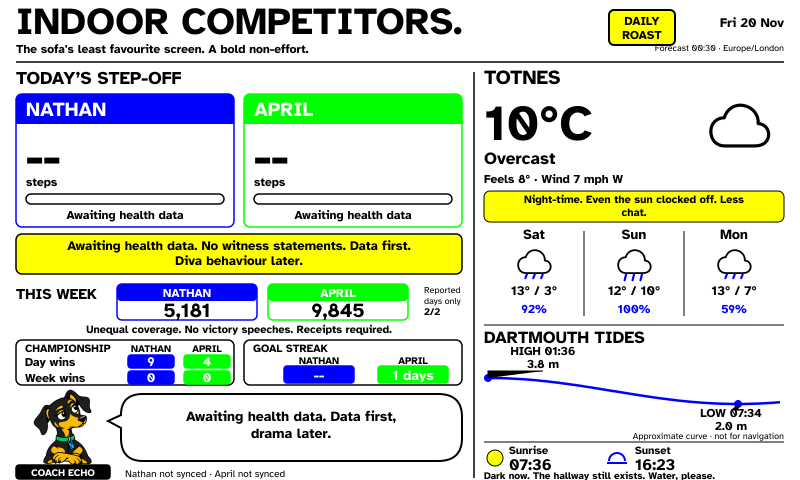 INDOOR COMPETITORS.
The sofa's least favourite screen. A bold non-effort.
DAILY
ROAST
Fri 20 Nov
Forecast 00:30 · Europe/London
TODAY'S STEP-OFF
NATHAN
--
steps
Awaiting health data
APRIL
--
steps
Awaiting health data
Awaiting health data. No witness statements. Data first.
Diva behaviour later.
THIS WEEK
NATHAN
5,181
APRIL
9,845
Reported
days only
2/2
Unequal coverage. No victory speeches. Receipts required.
CHAMPIONSHIP NATHAN APRIL
Day wins 9 4
Week wins 0 0
GOAL STREAK
NATHAN APRIL
-- 1 days
Awaiting health data. Data first,
drama later.
COACH ECHO
Nathan not synced · April not synced
TOTNES
10°C
Overcast
Feels 8° · Wind 7 mph W
Night-time. Even the sun clocked off. Less
chat.
Sat Sun Mon
13° / 3° 12° / 10° 13° / 7°
92% 100% 59%
DARTMOUTH TIDES
HIGH 01:36
3.8 m
LOW 07:34
2.0 m
Approximate curve · not for navigation
Sunrise
07:36
Sunset
16:23
Dark now. The hallway still exists. Water, please.